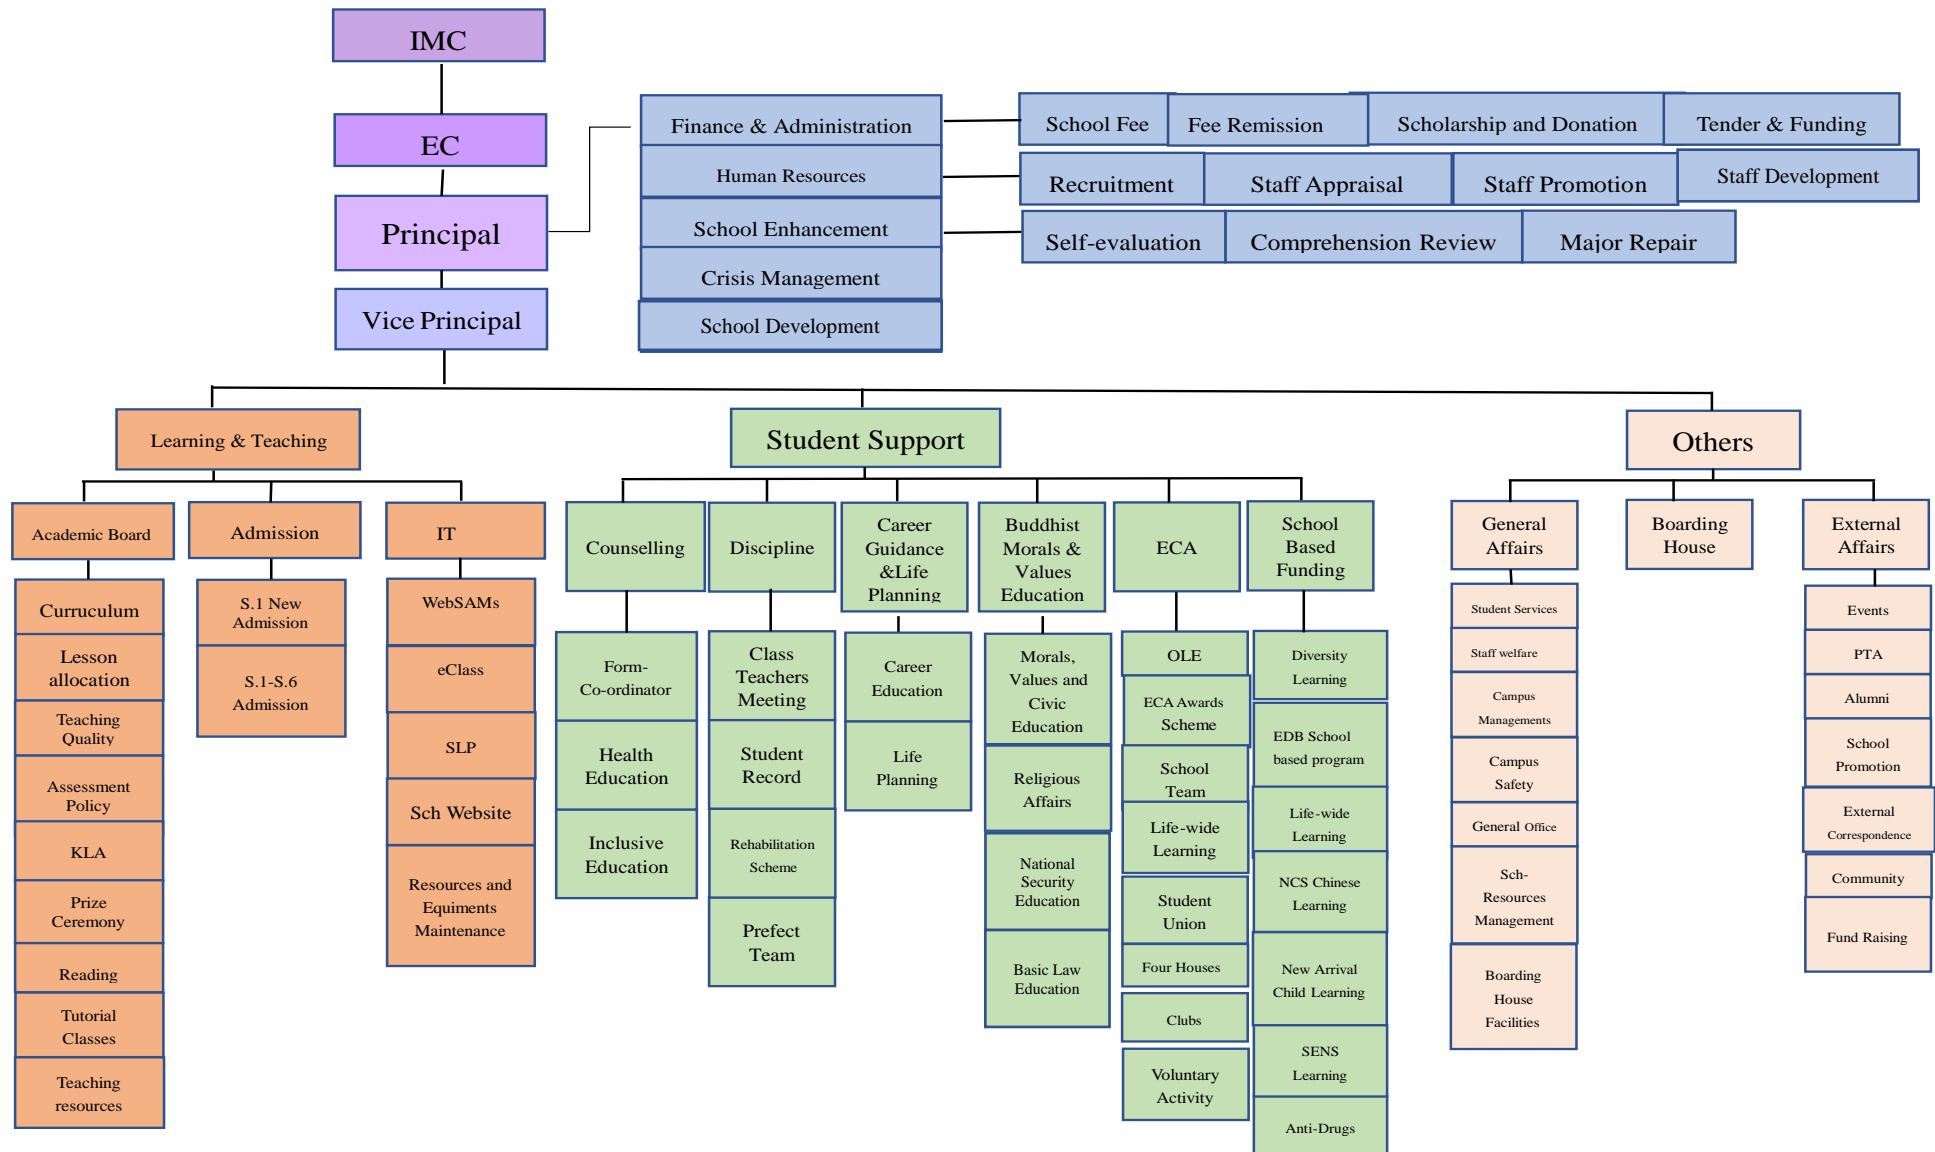 IMC
EC
Principal
Vice Principal
Finance & Administration
Human Resources
School Enhancement
Crisis Management
School Development
School Fee
Fee Remission
Scholarship and Donation
Tender & Funding
Recruitment
Staff Appraisal
Staff Promotion
Staff Development
Self-evaluation
Comprehension Review
Major Repair
Learning & Teaching
Student Support
Others
Academic Board
Curruculum
Lesson
allocation
Teaching
Quality
Assessment
Policy
KLA
Prize
Ceremony
Reading
Tutorial
Classes
Teaching
resources
Admission
S.1 New
Admission
S.1-S.6
Admission
IT
WebSAMs
eClass
SLP
Sch Website
Resources and
Equiments
Maintenance
Counselling
Form-
Co-ordinator
Health
Education
Inclusive
Education
Discipline
Class
Teachers
Meeting
Student
Record
Rehabilitation
Scheme
Prefect
Team
Career
Guidance
&Life
Planning
Career
Education
Life
Planning
Buddhist
Morals &
Values
Education
Morals,
Values and
Civic
Education
Religious
Affairs
National
Security
Education
Basic Law
Education
ECA
OLE
ECA Awards
Scheme
School
Team
Life-wide
Learning
Student
Union
Four Houses
Clubs
Voluntary
Activity
School
Based
Funding
Diversity
Learning
EDB School
based program
Life-wide
Learning
NCS Chinese
Learning
New Arrival
Child Learning
SENS
Learning
Anti-Drugs
General
Affairs
Student Services
Staff welfare
Campus
Managements
Campus
Safety
General Office
Sch-
Resources
Management
Boarding
House
Facilities
Boarding
House
External
Affairs
Events
PTA
Alumni
School
Promotion
External
Correspondence
Community
Fund Raising